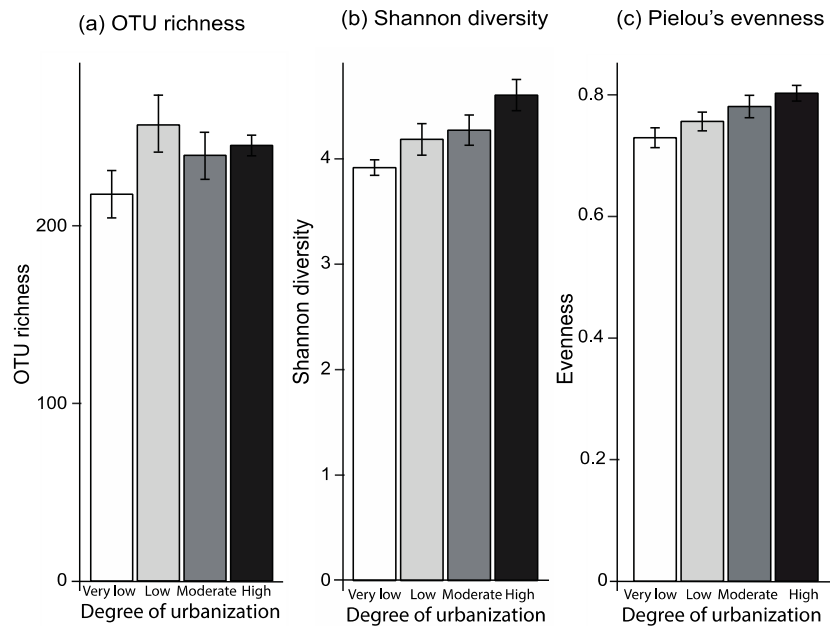 (a) OTU richness
OTU richness
200
100
0
Very low Low Moderate High
Degree of urbanization
(b) Shannon diversity
Shannon diversity
4
3
2
1
0
Very low Low Moderate High
Degree of urbanization
(c) Pielou's evenness
Evenness
0.8
0.6
0.4
0.2
0
Very low Low Moderate High
Degree of urbanization